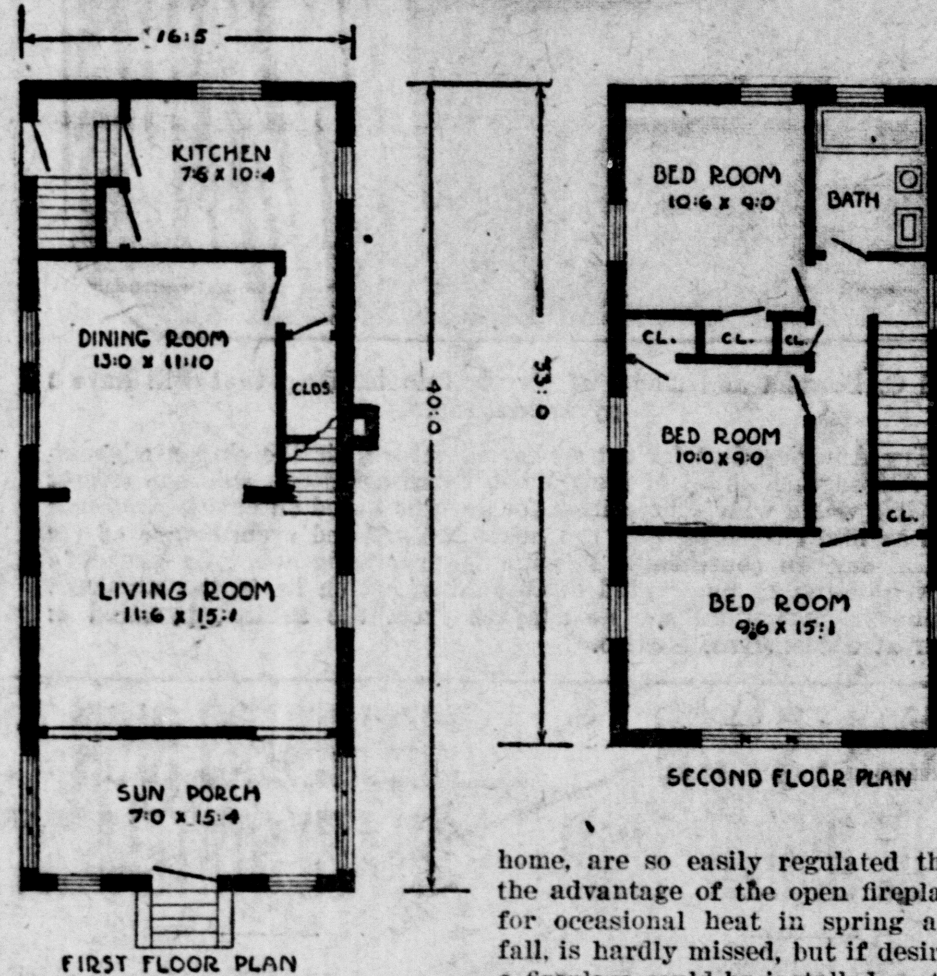 16:5
KITCHEN
7:6 X 10:4
DINING ROOM
13:0 X 11:10
CLOS.
LIVING ROOM
11:6 X 15:1
SUN PORCH
7:0 X 15:4
FIRST FLOOR PLAN
40:0
33:0
BED ROOM
10:6 X 9:0
BATH
CL.
CL.
CL.
BED ROOM
10:0 X 9:0
CL.
BED ROOM
9:6 X 15:1
SECOND FLOOR PLAN
home, are so easily regulated th
the advantage of the open firepla
for occasional heat in spring a
fall, is hardly missed, but if desir